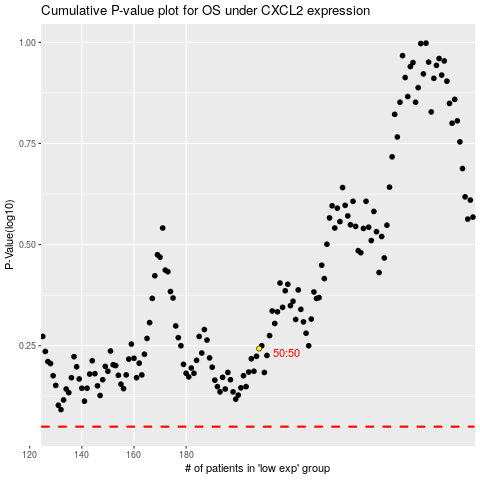 Cumulative P-value plot for OS under CXCL2 expression
1.00
0.75
0.50
0.25
P-Value(log10)
50:50
120 140 160 180
# of patients in 'low exp' group